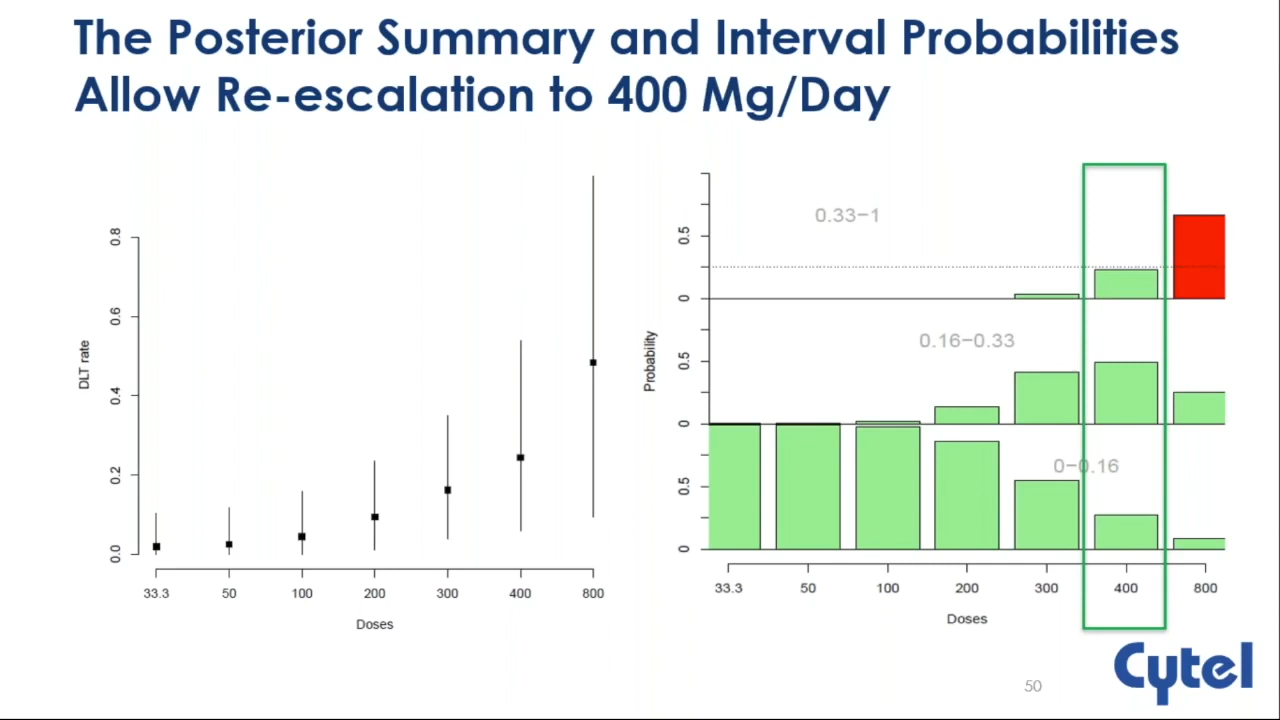 The Posterior Summary and Interval Probabilities
Allow Re-escalation to 400 Mg/Day
DLT rate
0.8
0.6
0.4
0.2
0.0
33.3 50 100 200 300 400 800
Doses
Probability
0.5
0
0.5
0
0.5
0
0.33−1
0.16−0.33
0−0.16
33.3 50 100 200 300 400 800
Doses
Cytel
50